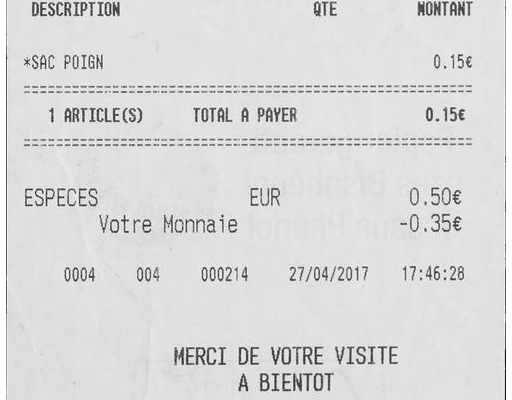 DESCRIPTION QTE MONTANT
*SAC POIGN 0.15€
========================================================
1 ARTICLE(S) TOTAL A PAYER 0.15€
========================================================
ESPECES EUR 0.50€
Votre Monnaie -0.35€
0004 004 000214 27/04/2017 17:46:28
MERCI DE VOTRE VISITE
A BIENTOT